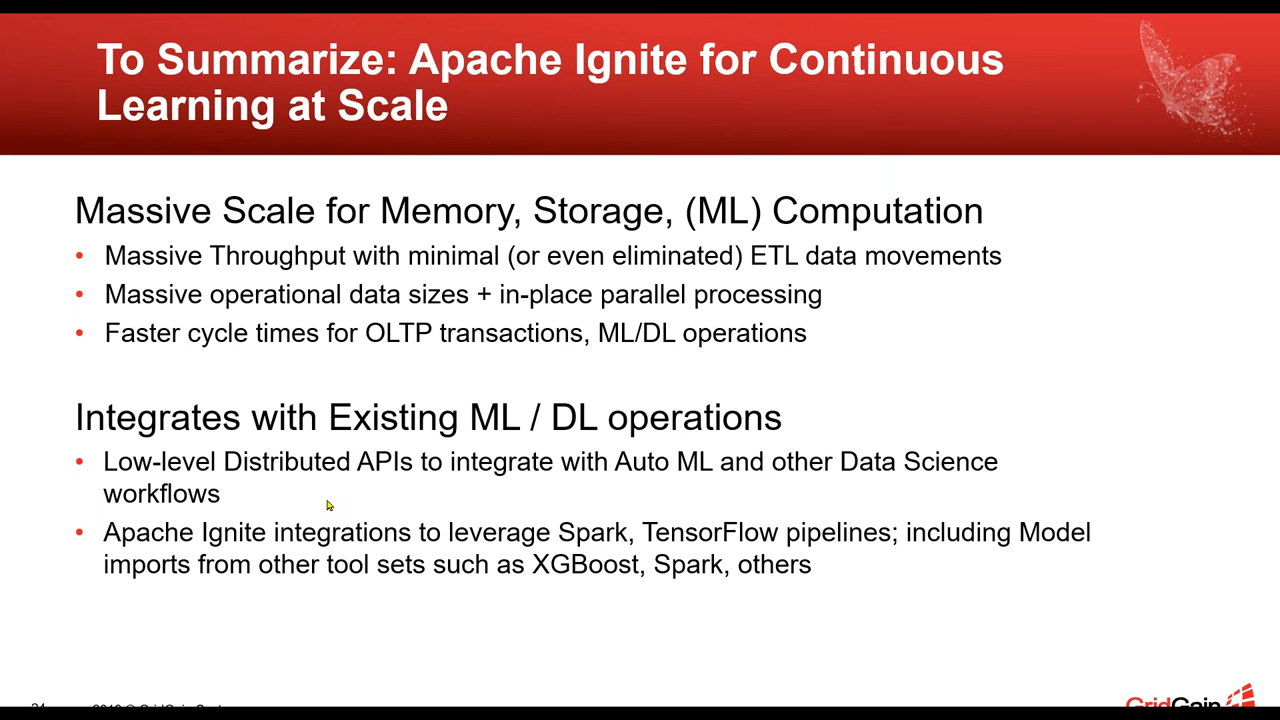 To Summarize: Apache Ignite for Continuous
Learning at Scale
Massive Scale for Memory, Storage, (ML) Computation
• Massive Throughput with minimal (or even eliminated) ETL data movements
• Massive operational data sizes + in-place parallel processing
• Faster cycle times for OLTP transactions, ML/DL operations
Integrates with Existing ML / DL operations
• Low-level Distributed APIs to integrate with Auto ML and other Data Science
workflows
• Apache Ignite integrations to leverage Spark, TensorFlow pipelines; including Model
imports from other tool sets such as XGBoost, Spark, others
GridGain